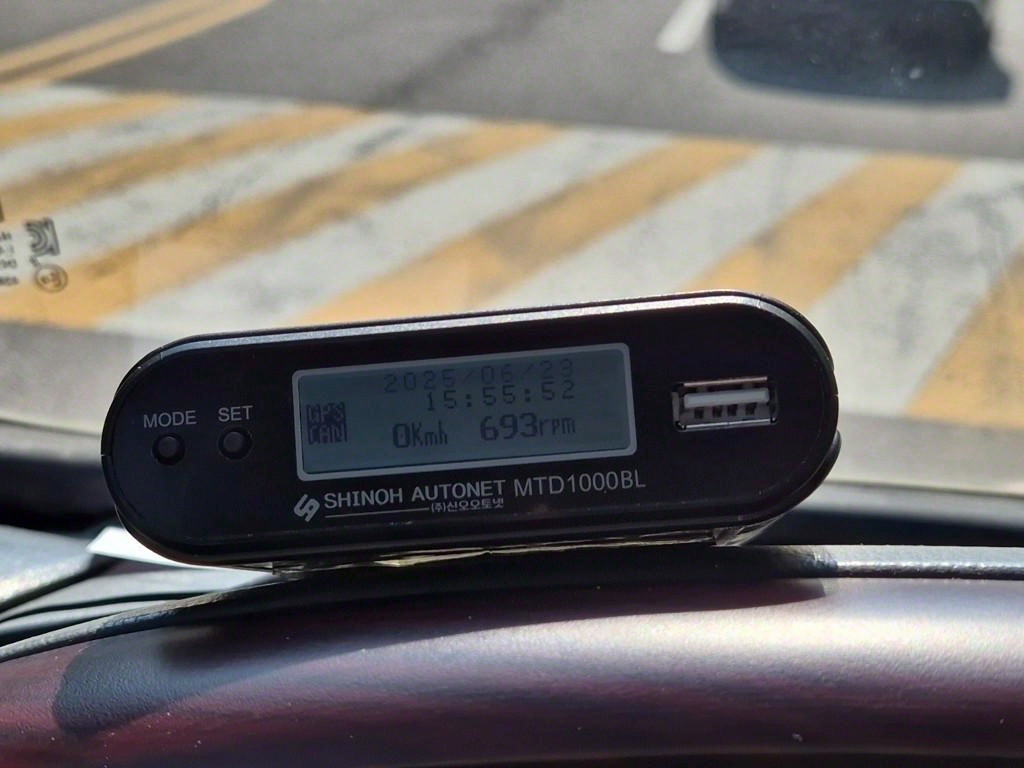 MODE SET
2025/06/23
15:55:52
GPS
CAN
0Kmh 693rpm
SHINOH AUTONET MTD1000BL
(주)신오오토넷